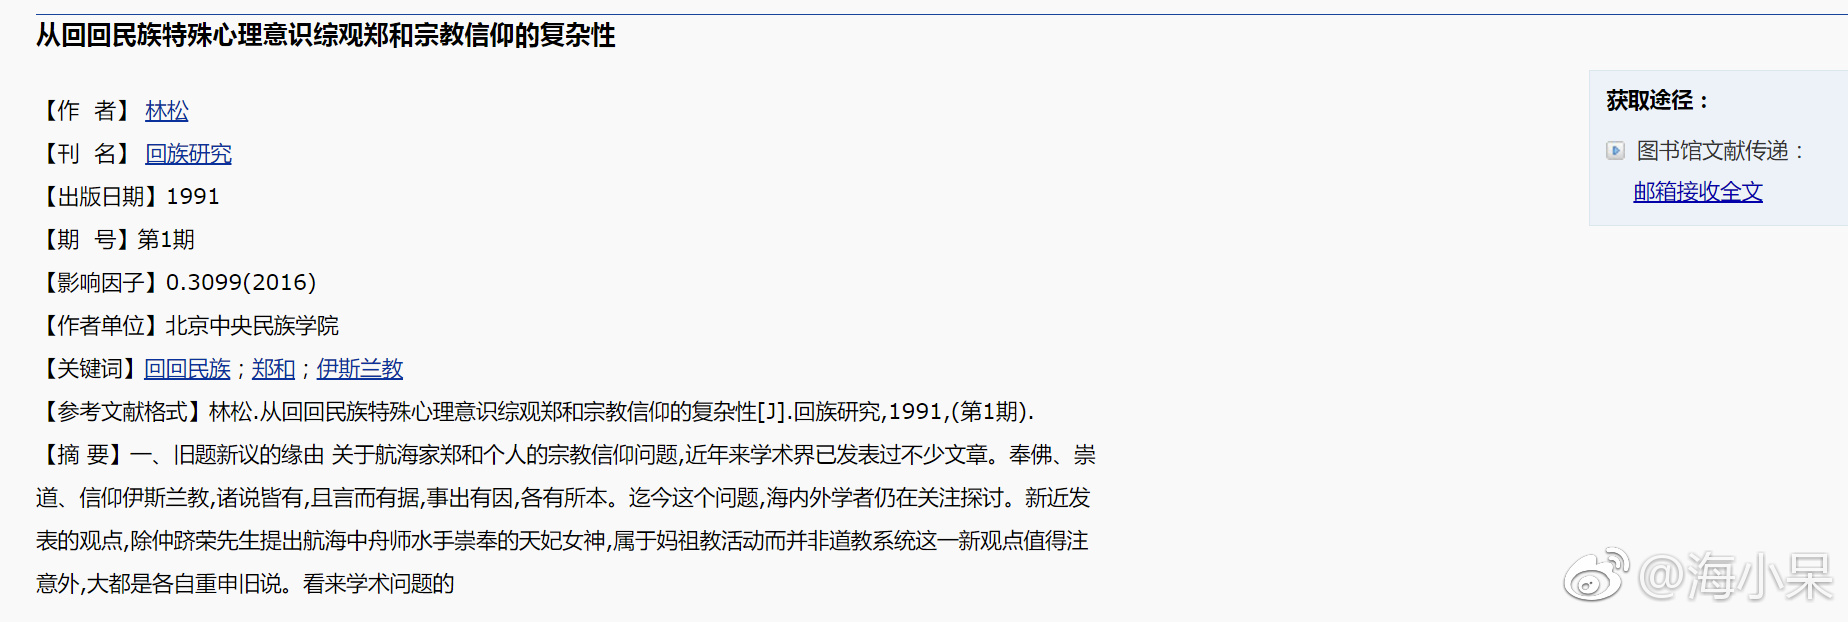 从回回民族特殊心理意识综观郑和宗教信仰的复杂性
【作 者】 林松
【刊 名】 回族研究
【出版日期】1991
【期 号】第1期
【影响因子】0.3099(2016)
【作者单位】北京中央民族学院
【关键词】回回民族；郑和；伊斯兰教
【参考文献格式】林松.从回回民族特殊心理意识综观郑和宗教信仰的复杂性[J].回族研究,1991,(第1期).
【摘 要】一、旧题新议的缘由 关于航海家郑和个人的宗教信仰问题,近年来学术界已发表过不少文章。奉佛、崇
道、信仰伊斯兰教,诸说皆有,且言而有据,事出有因,各有所本。迄今这个问题,海内外学者仍在关注探讨。新近发
表的观点,除仲跻荣先生提出航海中舟师水手崇奉的天妃女神,属于妈祖教活动而并非道教系统这一新观点值得注
意外,大都是各自重申旧说。看来学术问题的
获取途径：
图书馆文献传递：
邮箱接收全文
@海小呆